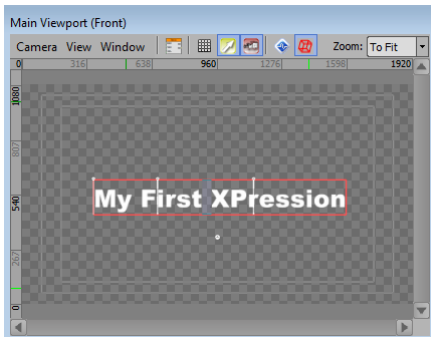 Main Viewport (Front)
Camera View Window Zoom: To Fit
0 316 638 960 1276 1598 1920
1080
807
540
267
0
My First XPression